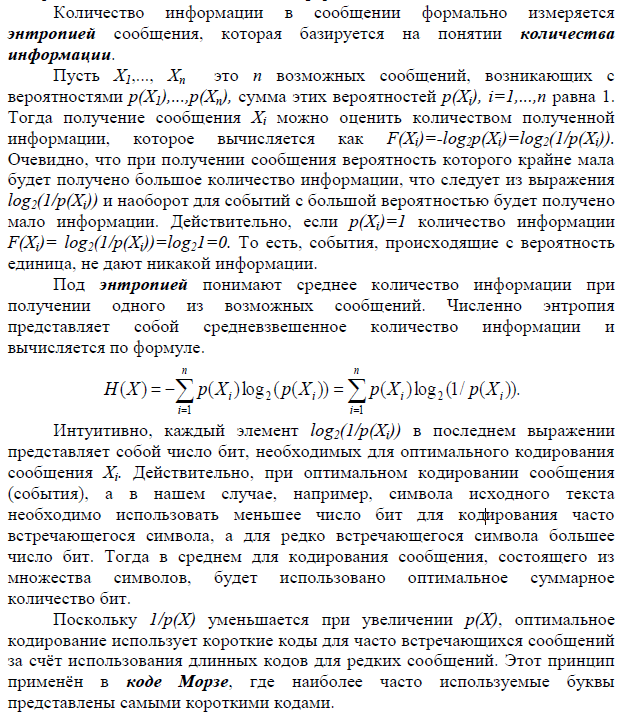 Количество информации в сообщении формально измеряется
энтропией сообщения, которая базируется на понятии количества
информации.
Пусть X1,..., Xn это n возможных сообщений, возникающих с
вероятностями p(X1),...,p(Xn), сумма этих вероятностей p(Xi), i=1,...,n равна 1.
Тогда получение сообщения Xi можно оценить количеством полученной
информации, которое вычисляется как F(Xi)=-log2p(Xi)=log2(1/p(Xi)).
Очевидно, что при получении сообщения вероятность которого крайне мала
будет получено большое количество информации, что следует из выражения
log2(1/p(Xi)) и наоборот для событий с большой вероятностью будет получено
мало информации. Действительно, если p(Xi)=1 количество информации
F(Xi)= log2(1/p(Xi))=log21=0. То есть, события, происходящие с вероятность
единица, не дают никакой информации.
Под энтропией понимают среднее количество информации при
получении одного из возможных сообщений. Численно энтропия
представляет собой средневзвешенное количество информации и
вычисляется по формуле.
H(X) = −∑_{i=1}^{n} p(Xi) log2(p(Xi)) = ∑_{i=1}^{n} p(Xi) log2(1/ p(Xi)).
Интуитивно, каждый элемент log2(1/p(Xi)) в последнем выражении
представляет собой число бит, необходимых для оптимального кодирования
сообщения Xi. Действительно, при оптимальном кодировании сообщения
(события), а в нашем случае, например, символа исходного текста
необходимо использовать меньшее число бит для кодирования часто
встречающегося символа, а для редко встречающегося символа большее
число бит. Тогда в среднем для кодирования сообщения, состоящего из
множества символов, будет использовано оптимальное суммарное
количество бит.
Поскольку 1/p(X) уменьшается при увеличении p(X), оптимальное
кодирование использует короткие коды для часто встречающихся сообщений
за счёт использования длинных кодов для редких сообщений. Этот принцип
применён в коде Морзе, где наиболее часто используемые буквы
представлены самыми короткими кодами.